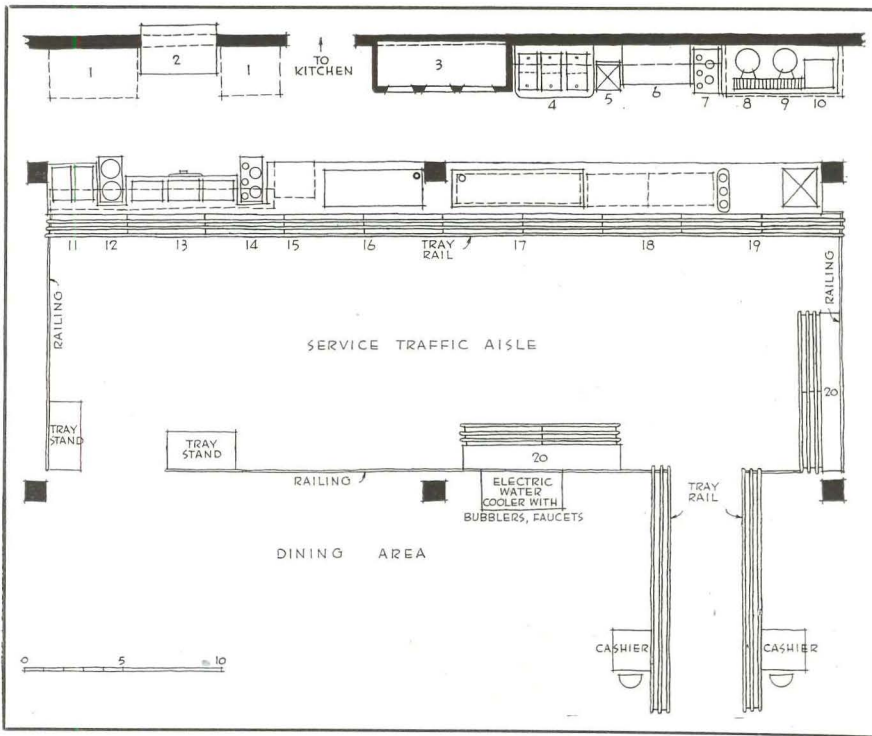 1
2
1
TO
KITCHEN
3
4
5
6
7
8
9
10
11
12
13
14
15
16
TRAY
RAIL
17
18
19
RAILING
RAILING
SERVICE TRAFFIC AISLE
20
TRAY
STAND
TRAY
STAND
20
RAILING
ELECTRIC
WATER
COOLER WITH
BUBBLERS, FAUCETS
TRAY
RAIL
DINING AREA
CASHIER
CASHIER
0
5
10